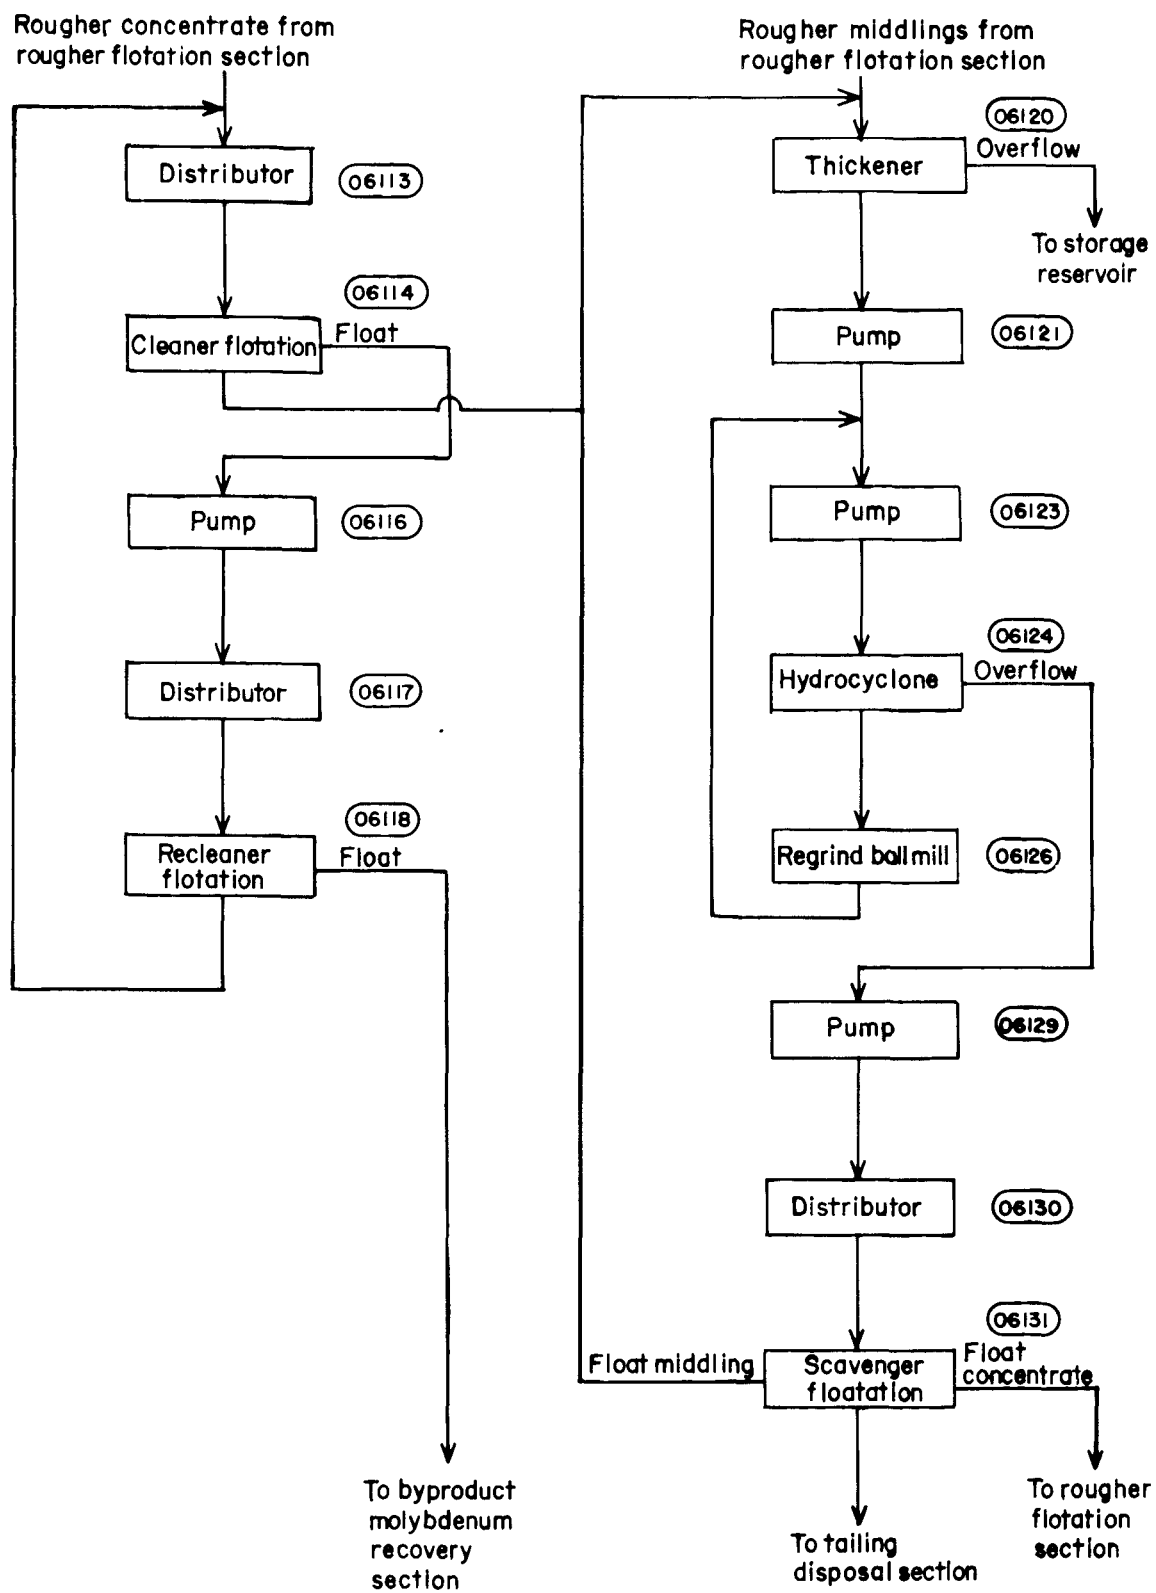 Rougher concentrate from
rougher flotation section
Distributor
06113
06114
Cleaner flotation
Float
Pump
06116
Distributor
06117
06118
Recleaner
flotation
Float
To byproduct
molybdenum
recovery
section
Rougher middlings from
rougher flotation section
06120
Thickener
Overflow
To storage
reservoir
Pump
06121
Pump
06123
06124
Hydrocyclone
Overflow
Regrind ball mill
06126
Pump
06129
Distributor
06130
06131
Float middling
Scavenger
floatation
Float
concentrate
To tailing
disposal section
To rougher
flotation
section